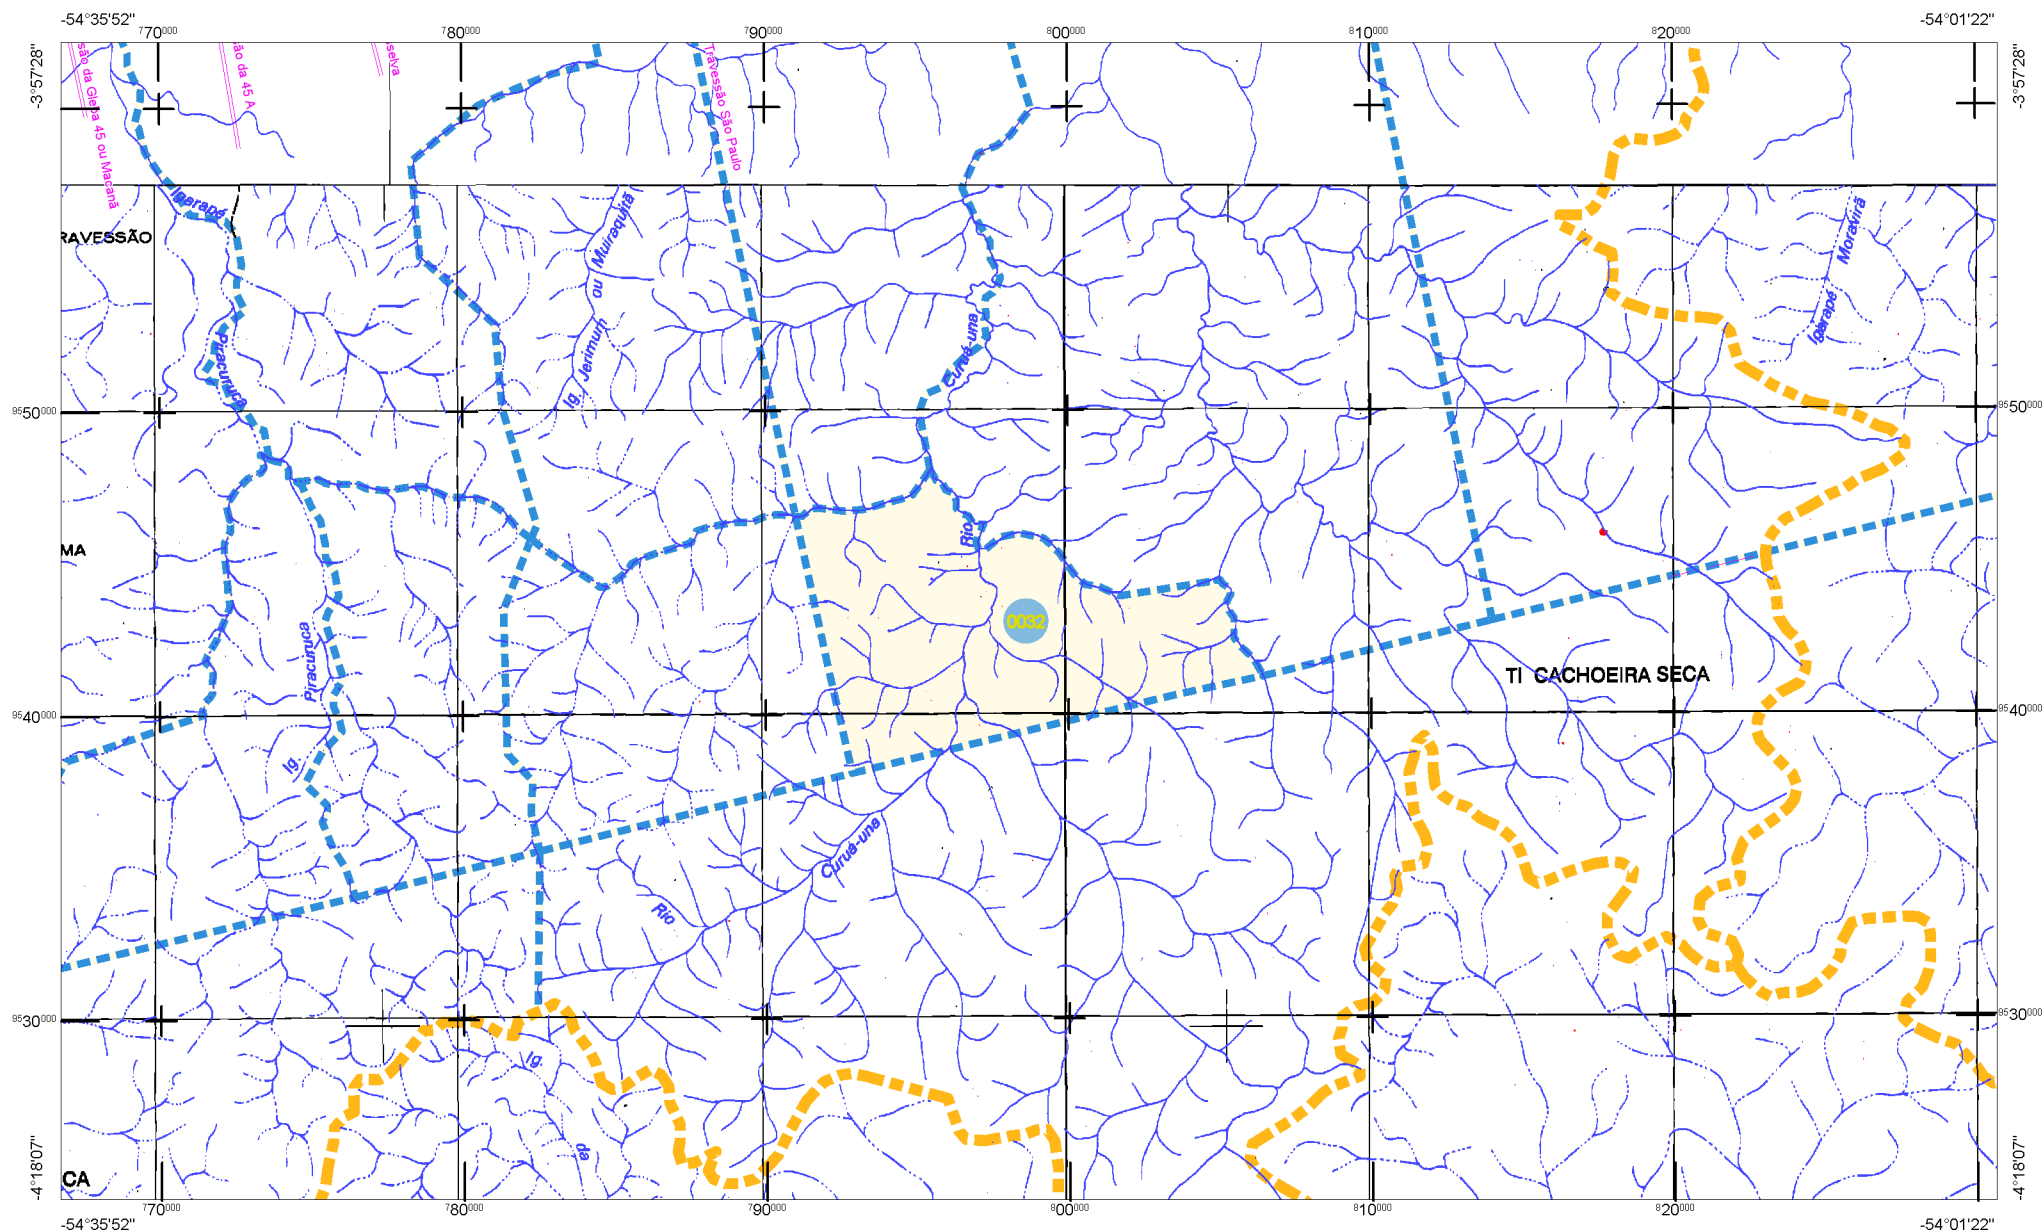 -54°35'52"
-54°01'22"
770000
780000
790000
800000
810000
820000
-3°57'28"
-3°57'28"
são da Gleba 45 ou Macanã
ão da 45 A
selva
Travessão São Paulo
Igarapé
RAVESSÃO
Ig. Jerimum ou Muiraquitã
Igarapé Moravirã
Piracuruca
Curuá-una
9550000
9550000
Rio
MA
0032
Piracuruca
TI CACHOEIRA SECA
9540000
9540000
Ig.
Curuá-una
Rio
9530000
9530000
Ig.
da
CA
-4°18'07"
-4°18'07"
770000
780000
790000
800000
810000
820000
-54°35'52"
-54°01'22"